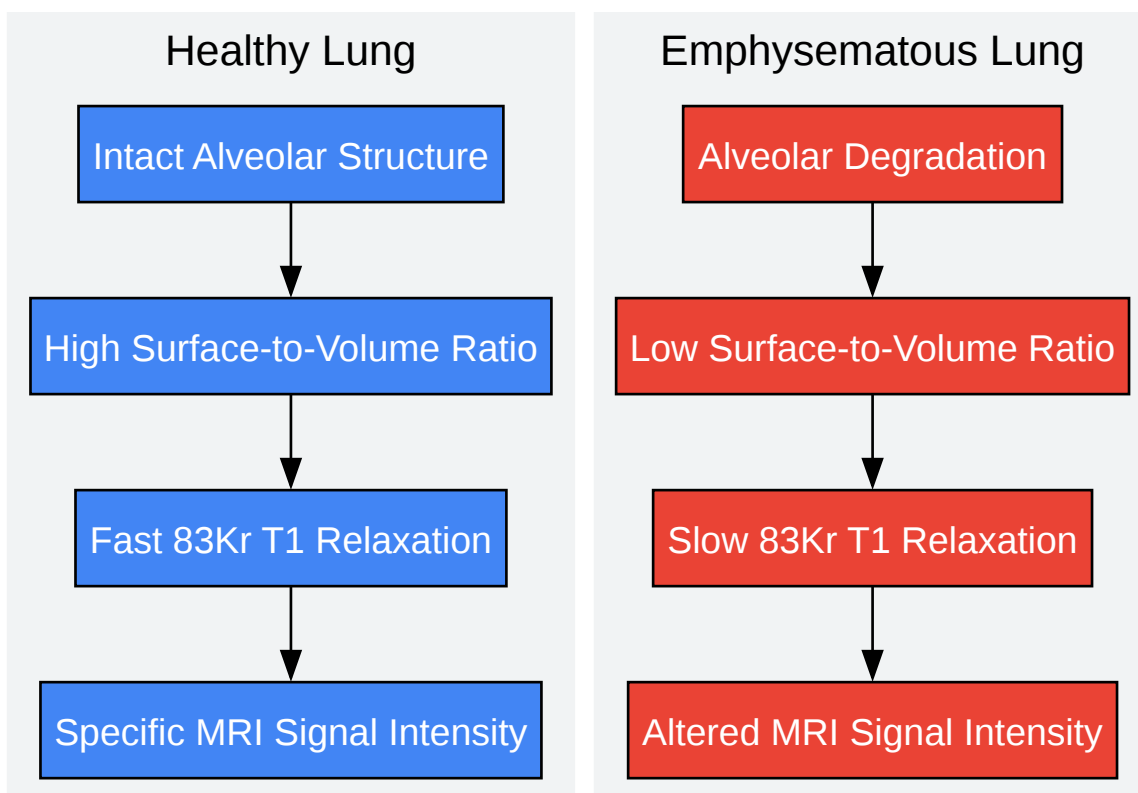 Healthy Lung
Intact Alveolar Structure
High Surface-to-Volume Ratio
Fast 83Kr T1 Relaxation
Specific MRI Signal Intensity
Emphysematous Lung
Alveolar Degradation
Low Surface-to-Volume Ratio
Slow 83Kr T1 Relaxation
Altered MRI Signal Intensity